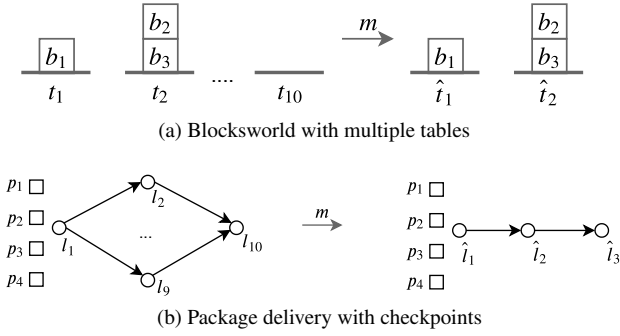 b₂
b₂
m
b₁
b₃
b₁
b₃
t₁
t₂
....
t₁₀
t̂₁
t̂₂
(a) Blocksworld with multiple tables
p₁
p₁
l₂
p₂
m
p₂
...
p₃
l₁
l₁₀
p₃
l̂₁
l̂₂
l̂₃
p₄
l₉
p₄
(b) Package delivery with checkpoints